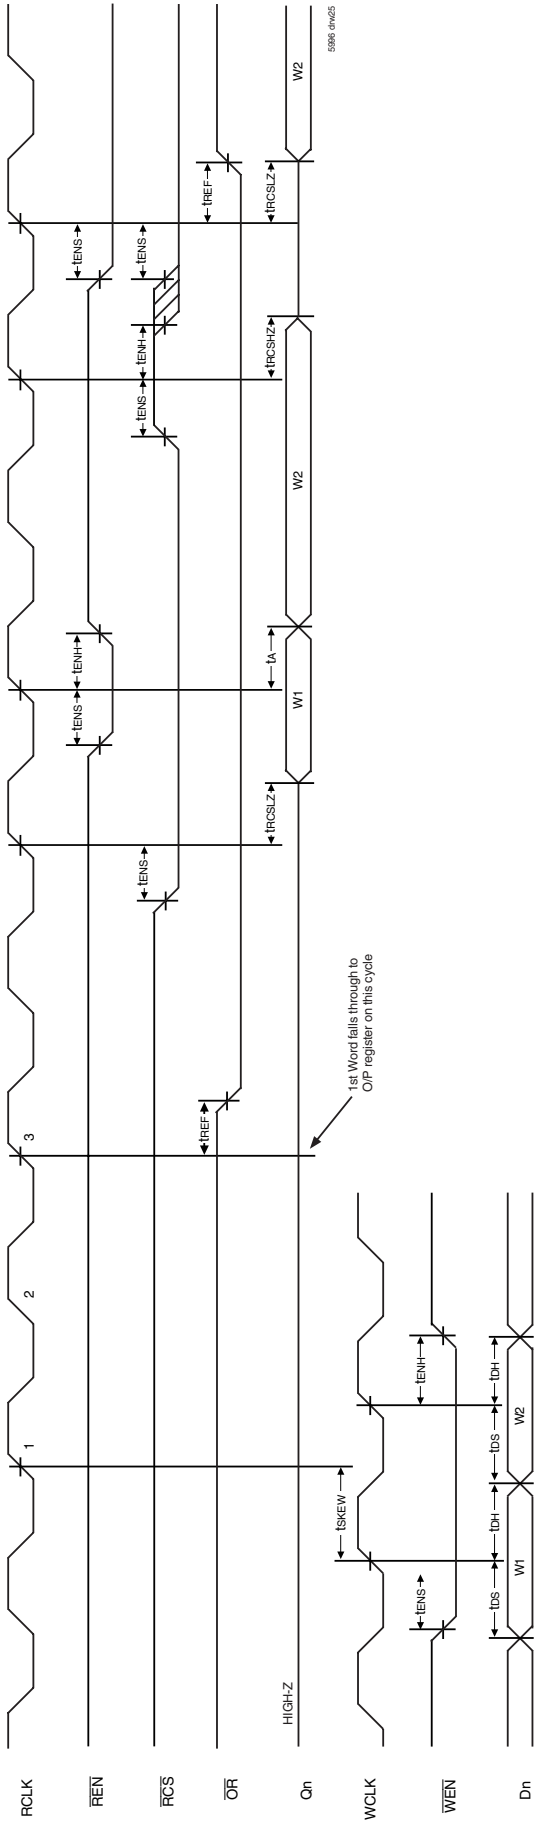 RCLK 1 2 3
REN tENS tENH tENS
RCS tENS tENS tENH tENS
OR tREF tREF
tRCSLZ tA tRCSHZ tRCSLZ
Qn HIGH-Z W1 W2 W2
5996 drw25
tSKEW
1st Word falls through to
O/P register on this cycle
WCLK
tENS tENH
WEN
tDS tDH tDS tDH
Dn W1 W2